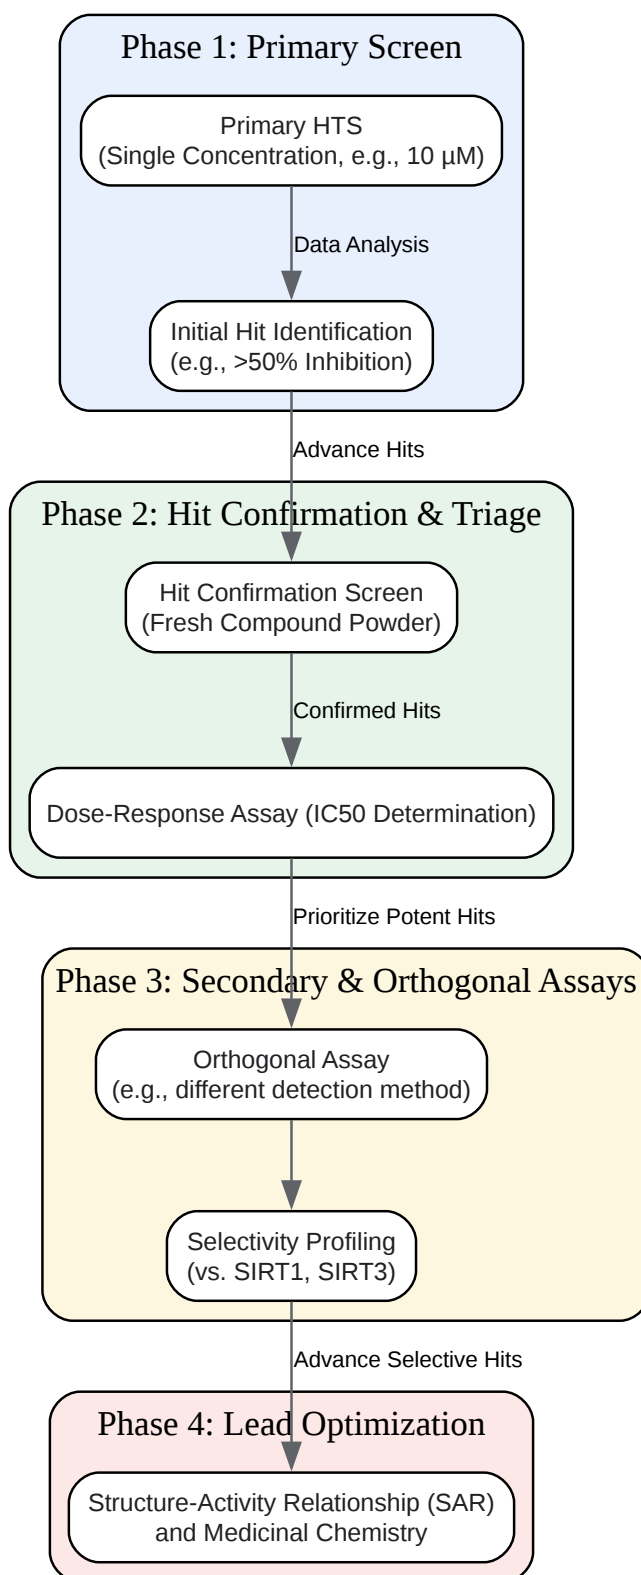 Phase 1: Primary Screen
Primary HTS
(Single Concentration, e.g., 10 µM)
Data Analysis
Initial Hit Identification
(e.g., >50% Inhibition)
Advance Hits
Phase 2: Hit Confirmation & Triage
Hit Confirmation Screen
(Fresh Compound Powder)
Confirmed Hits
Dose-Response Assay (IC50 Determination)
Prioritize Potent Hits
Phase 3: Secondary & Orthogonal Assays
Orthogonal Assay
(e.g., different detection method)
Selectivity Profiling
(vs. SIRT1, SIRT3)
Advance Selective Hits
Phase 4: Lead Optimization
Structure-Activity Relationship (SAR)
and Medicinal Chemistry